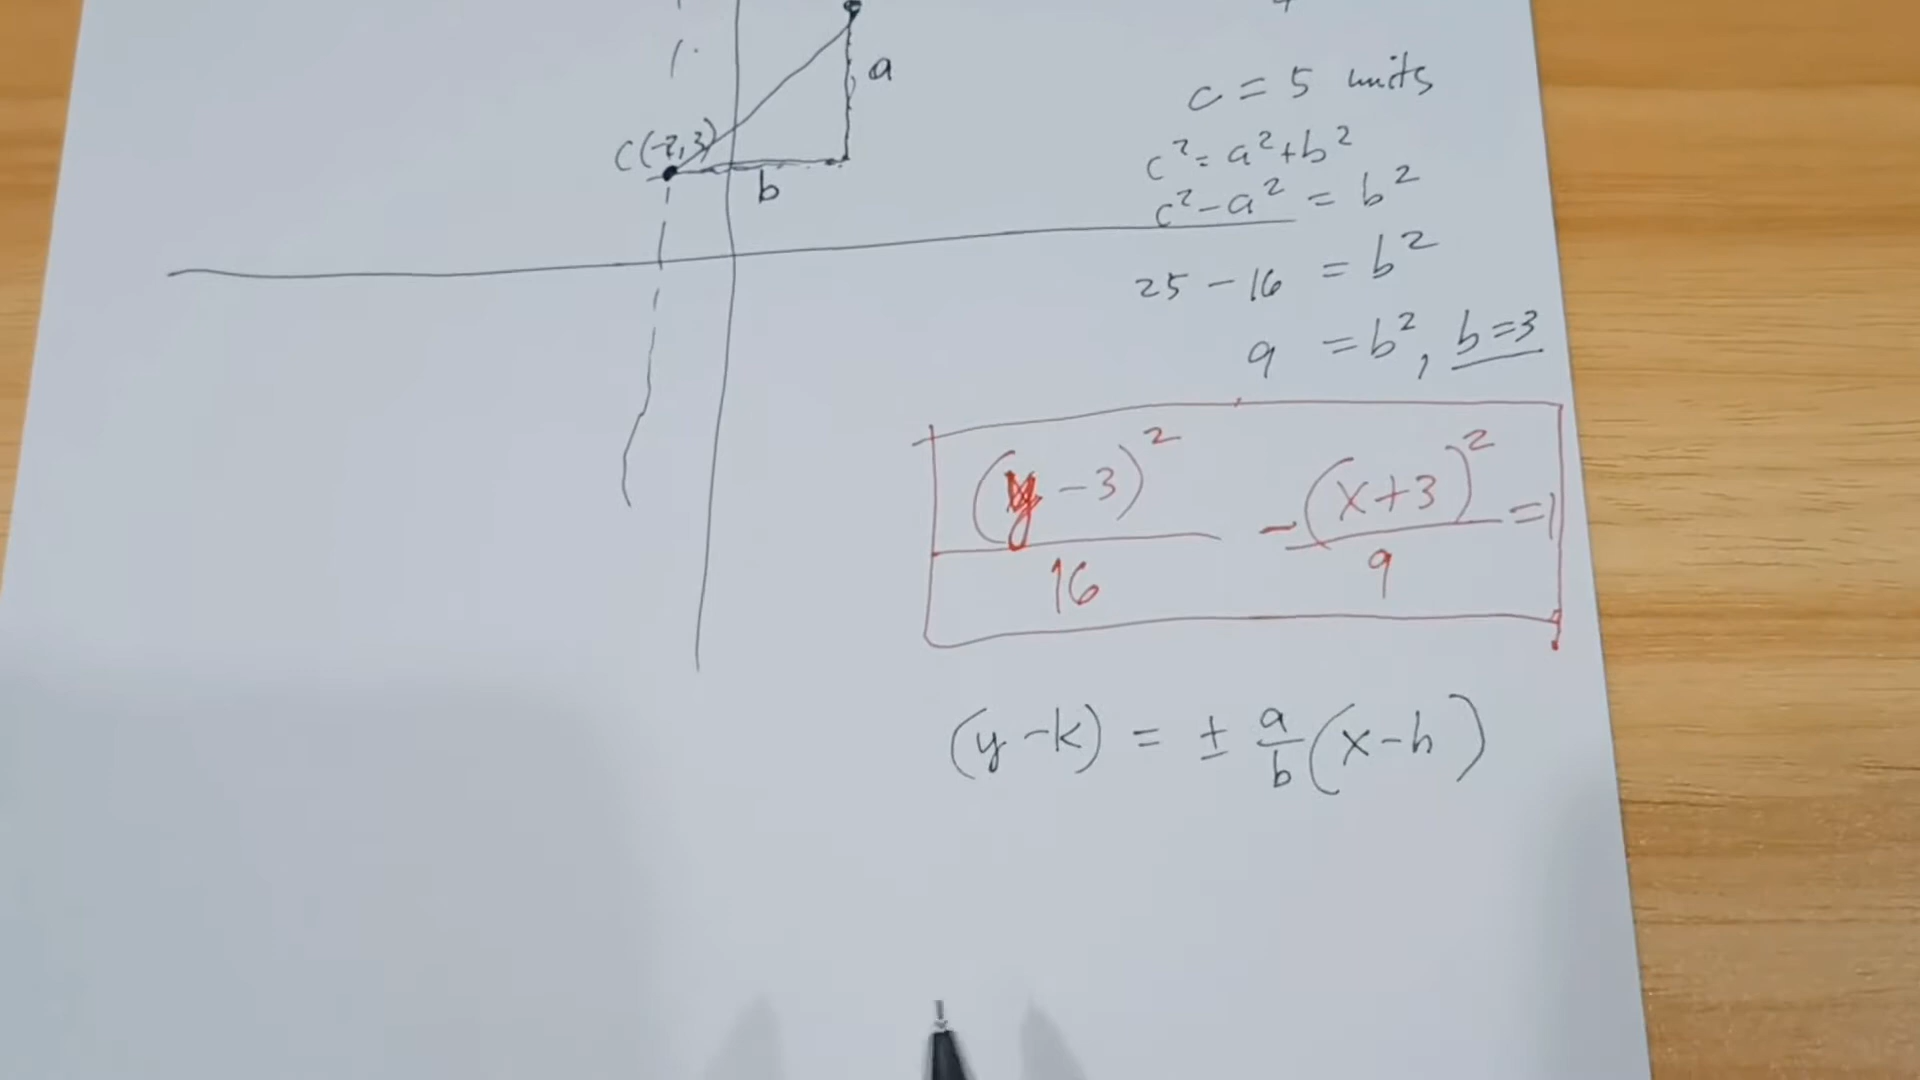 a
c = 5 units
C(-2,3)
c² = a²+b²
b
c²-a² = b²
25 - 16 = b²
9 = b², b=3
(y-3)²/16 - (x+3)²/9 = 1
(y-k) = ± a/b (x-h)